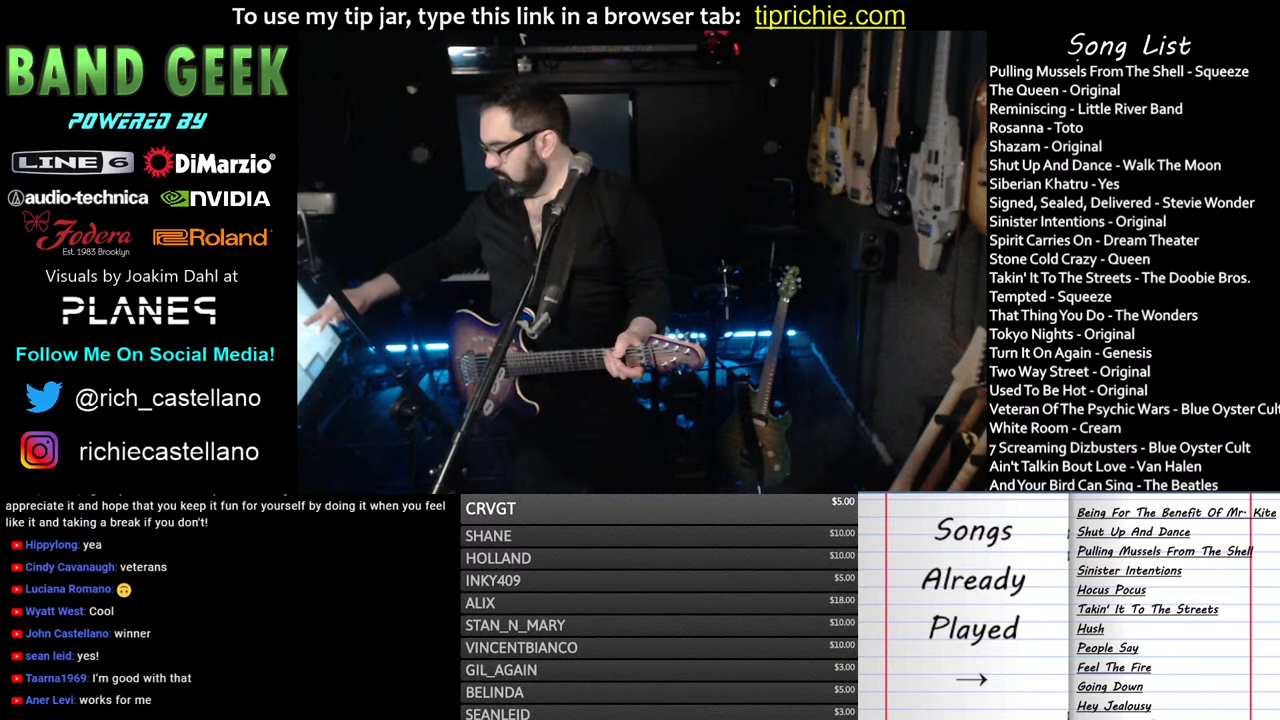 To use my tip jar, type this link in a browser tab: tiprichie.com
BAND GEEK
POWERED BY
LINE 6
DiMarzio
audio-technica
NVIDIA
Fodera
Est. 1983 Brooklyn
Roland
Visuals by Joakim Dahl at
PLANE9
Follow Me On Social Media!
@rich_castellano
richiecastellano
Song List
Pulling Mussels From The Shell - Squeeze
The Queen - Original
Reminiscing - Little River Band
Rosanna - Toto
Shazam - Original
Shut Up And Dance - Walk The Moon
Siberian Khatru - Yes
Signed, Sealed, Delivered - Stevie Wonder
Sinister Intentions - Original
Spirit Carries On - Dream Theater
Stone Cold Crazy - Queen
Takin' It To The Streets - The Doobie Bros.
Tempted - Squeeze
That Thing You Do - The Wonders
Tokyo Nights - Original
Turn It On Again - Genesis
Two Way Street - Original
Used To Be Hot - Original
Veteran Of The Psychic Wars - Blue Oyster Cult
White Room - Cream
7 Screaming Dizbusters - Blue Oyster Cult
Ain't Talkin Bout Love - Van Halen
And Your Bird Can Sing - The Beatles
appreciate it and hope that you keep it fun for yourself by doing it when you feel
like it and taking a break if you don't!
Hippylong: yea
Cindy Cavanaugh: veterans
Luciana Romano: 🙃
Wyatt West: Cool
John Castellano: winner
sean leid: yes!
Taarna1969: I'm good with that
Aner Levi: works for me
CRVGT $5.00
SHANE $10.00
HOLLAND $10.00
INKY409 $5.00
ALIX $18.00
STAN_N_MARY $10.00
VINCENTBIANCO $10.00
GIL_AGAIN $3.00
BELINDA $5.00
SEANLEID $3.00
Songs
Already
Played
→
Being For The Benefit Of Mr. Kite
Shut Up And Dance
Pulling Mussels From The Shell
Sinister Intentions
Hocus Pocus
Takin' It To The Streets
Hush
People Say
Feel The Fire
Going Down
Hey Jealousy